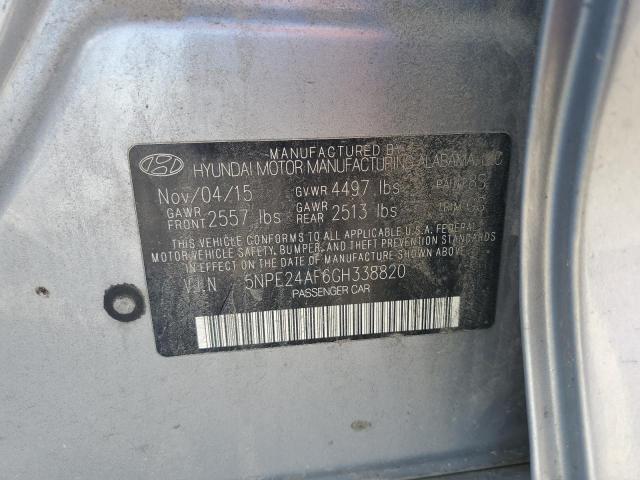 MANUFACTURED BY
HYUNDAI MOTOR MANUFACTURING ALABAMA, LLC
Nov/04/15 GVWR 4497 lbs PAINT
GAWR FRONT 2557 lbs GAWR REAR 2513 lbs TRIM
THIS VEHICLE CONFORMS TO ALL APPLICABLE U.S.A. FEDERAL
MOTOR VEHICLE SAFETY, BUMPER, AND THEFT PREVENTION STANDARDS
IN EFFECT ON THE DATE OF MANUFACTURE SHOWN ABOVE.
V.I.N 5NPE24AF6GH338820
PASSENGER CAR